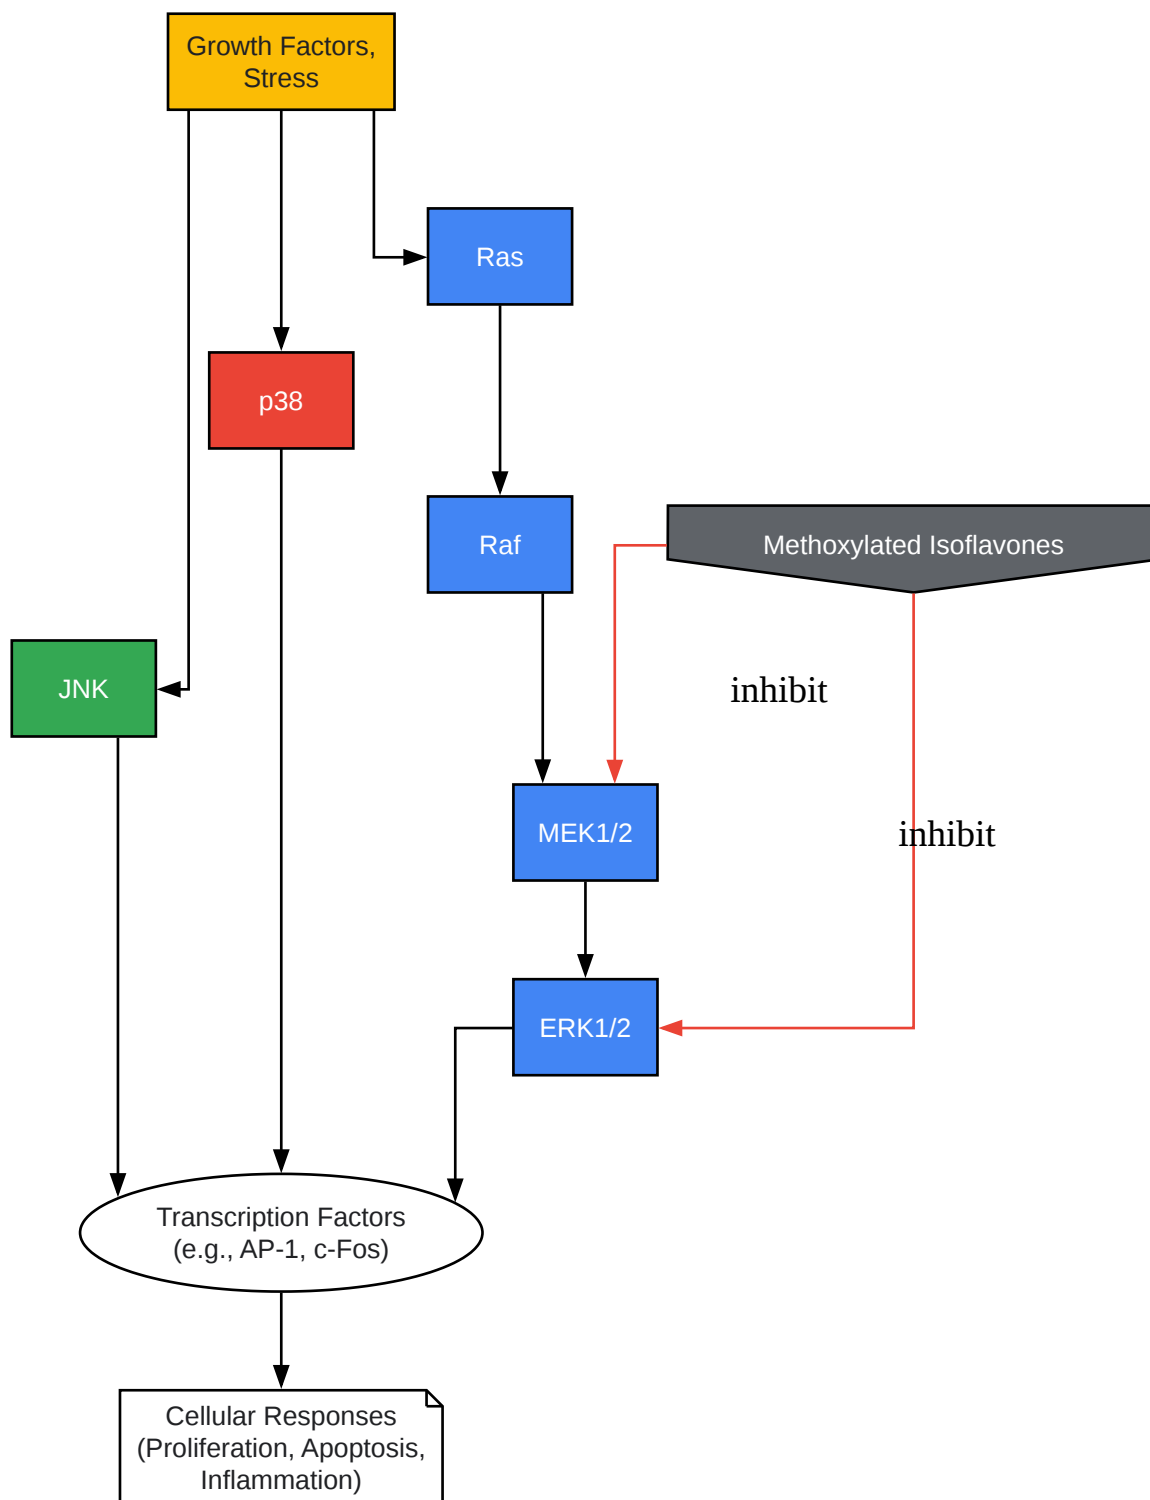 Growth Factors,
Stress
Ras
p38
Raf
Methoxylated Isoflavones
JNK
inhibit
MEK1/2
inhibit
ERK1/2
Transcription Factors
(e.g., AP-1, c-Fos)
Cellular Responses
(Proliferation, Apoptosis,
Inflammation)